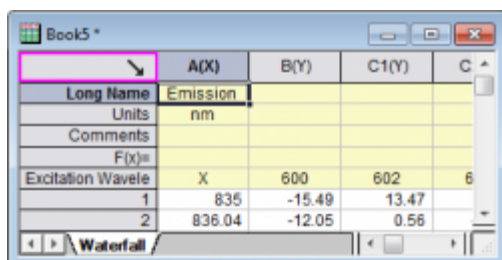 Book5 *
A(X) B(Y) C1(Y) C
Long Name Emission
Units nm
Comments
F(x)=
Excitation Wavele X 600 602 6
1 835 -15.49 13.47
2 836.04 -12.05 0.56
Waterfall